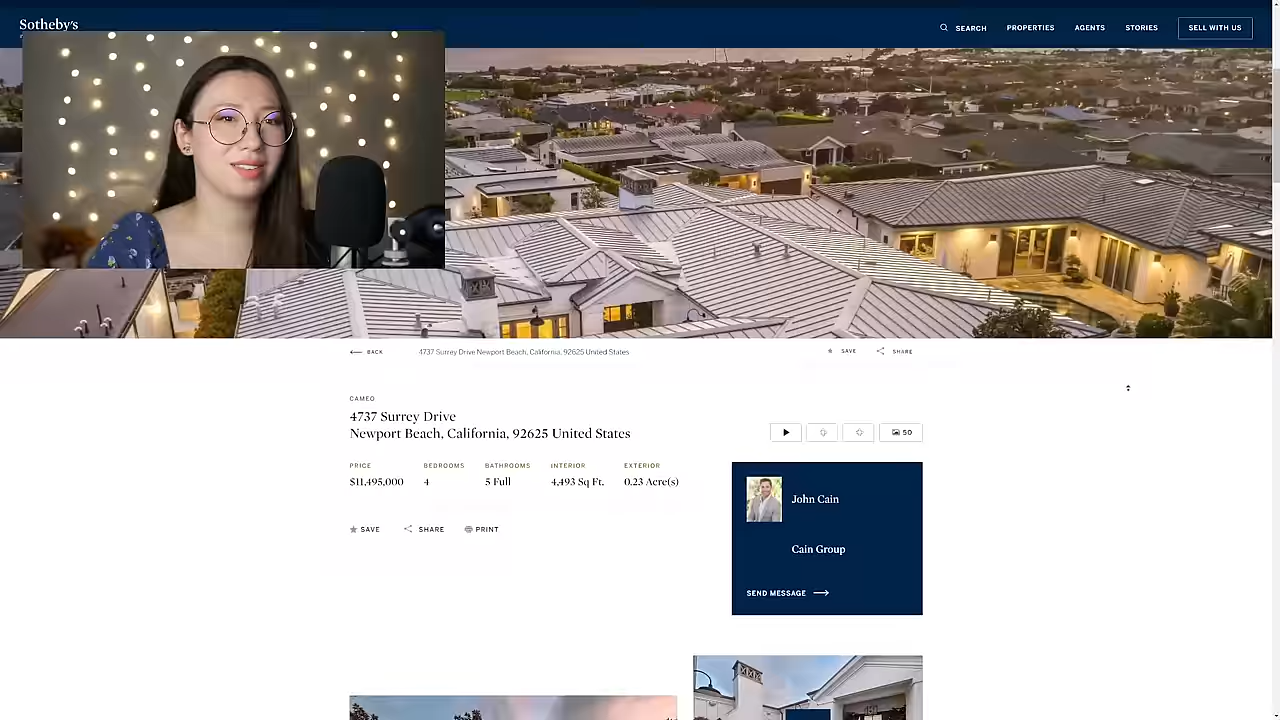 Sotheby's
SEARCH
PROPERTIES
AGENTS
STORIES
SELL WITH US
BACK
4737 Surrey Drive Newport Beach, California, 92625 United States
SAVE
SHARE
CAMEO
4737 Surrey Drive
Newport Beach, California, 92625 United States
50
PRICE
BEDROOMS
BATHROOMS
INTERIOR
EXTERIOR
$11,495,000
4
5 Full
4,493 Sq Ft.
0.23 Acre(s)
SAVE
SHARE
PRINT
John Cain
Cain Group
SEND MESSAGE